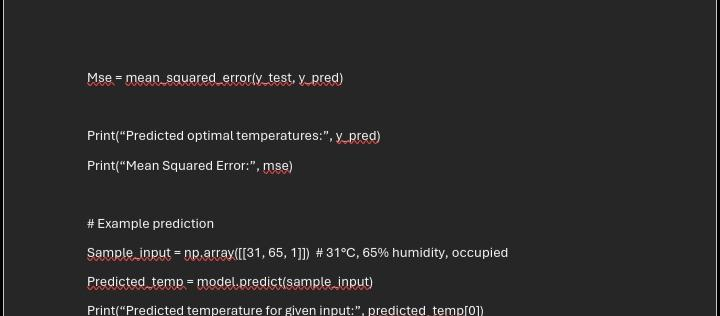 Mse = mean_squared_error(y_test, y_pred)
Print(“Predicted optimal temperatures:”, y_pred)
Print(“Mean Squared Error:”, mse)
# Example prediction
Sample_input = np.array([[31, 65, 1]])  # 31°C, 65% humidity, occupied
Predicted_temp = model.predict(sample_input)
Print(“Predicted temperature for given input:”, predicted_temp[0])